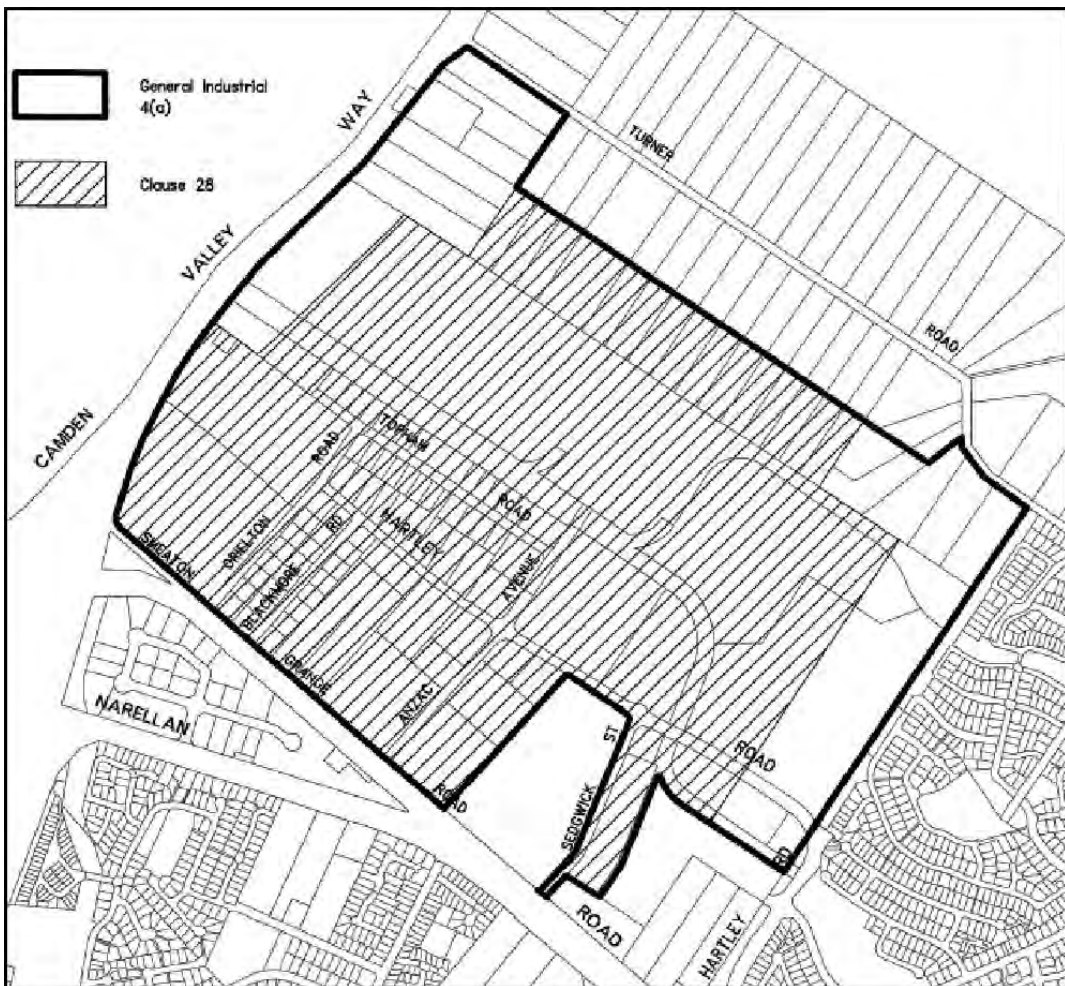 General Industrial
4(a)
Clause 28
WAY
VALLEY
CAMDEN
TURNER
ROAD
TOPHAM
ROAD
ROAD
ORIELTON
HARTLEY
RD
BLACKMORE
AVENUE
ANZAC
SMEATON
GRANGE
ROAD
NARELLAN
ROAD
ST
SEDGWICK
ROAD
RD
HARTLEY